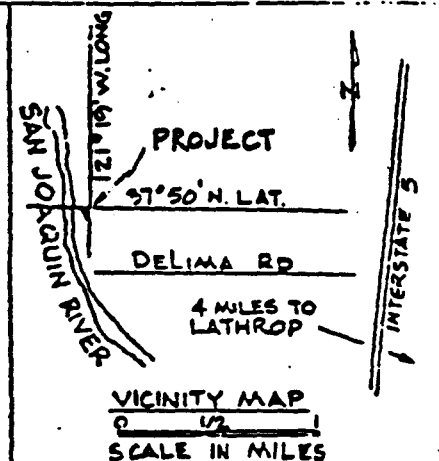 121°19' W. LONG
N
SAN JOAQUIN RIVER
PROJECT
37°50' N. LAT.
DELIMA RD
INTERSTATE 5
4 MILES TO
LATHROP
VICINITY MAP
0 1/2 1
SCALE IN MILES